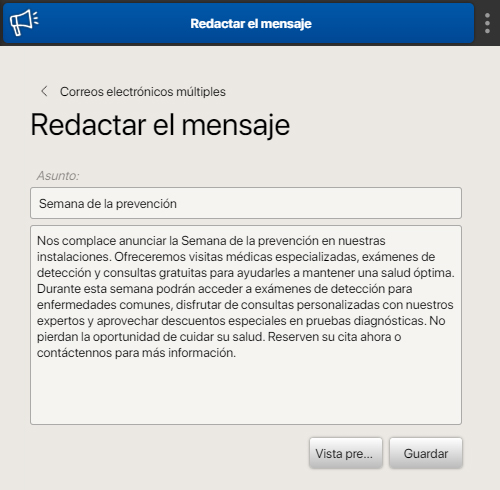 Redactar el mensaje
Correos electrónicos múltiples
Redactar el mensaje
Asunto:
Semana de la prevención
Nos complace anunciar la Semana de la prevención en nuestras
instalaciones. Ofreceremos visitas médicas especializadas, exámenes de
detección y consultas gratuitas para ayudarles a mantener una salud óptima.
Durante esta semana podrán acceder a exámenes de detección para
enfermedades comunes, disfrutar de consultas personalizadas con nuestros
expertos y aprovechar descuentos especiales en pruebas diagnósticas. No
pierdan la oportunidad de cuidar su salud. Reserven su cita ahora o
contáctennos para más información.
Vista pre... Guardar